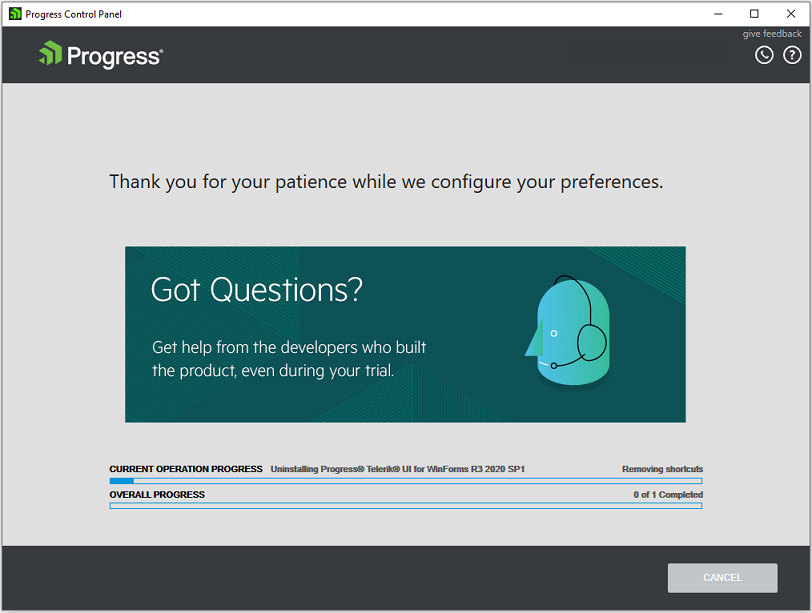 Progress Control Panel
give feedback
Progress®
?
Thank you for your patience while we configure your preferences.
Got Questions?
Get help from the developers who built
the product, even during your trial.
CURRENT OPERATION PROGRESS Uninstalling Progress® Telerik® UI for WinForms R3 2020 SP1 Removing shortcuts
OVERALL PROGRESS 0 of 1 Completed
CANCEL